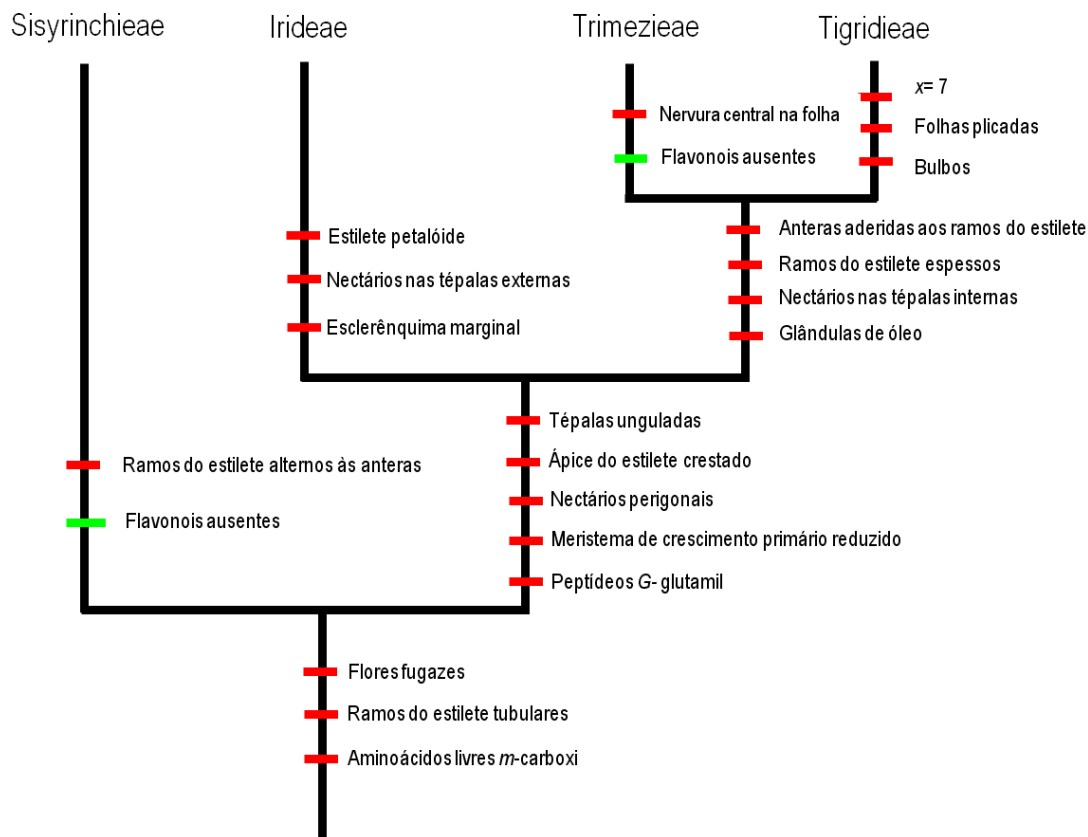 Sisyrinchieae
Irideae
Trimezieae
Tigridieae
x= 7
Nervura central na folha
Folhas plicadas
Flavonois ausentes
Bulbos
Estilete petalóide
Nectários nas tépalas externas
Esclerênquima marginal
Anteras aderidas aos ramos do estilete
Ramos do estilete espessos
Nectários nas tépalas internas
Glândulas de óleo
Tépalas unguladas
Ápice do estilete crestado
Nectários perigonais
Meristema de crescimento primário reduzido
Peptídeos G- glutamil
Ramos do estilete alternos às anteras
Flavonois ausentes
Flores fugazes
Ramos do estilete tubulares
Aminoácidos livres m-carboxi